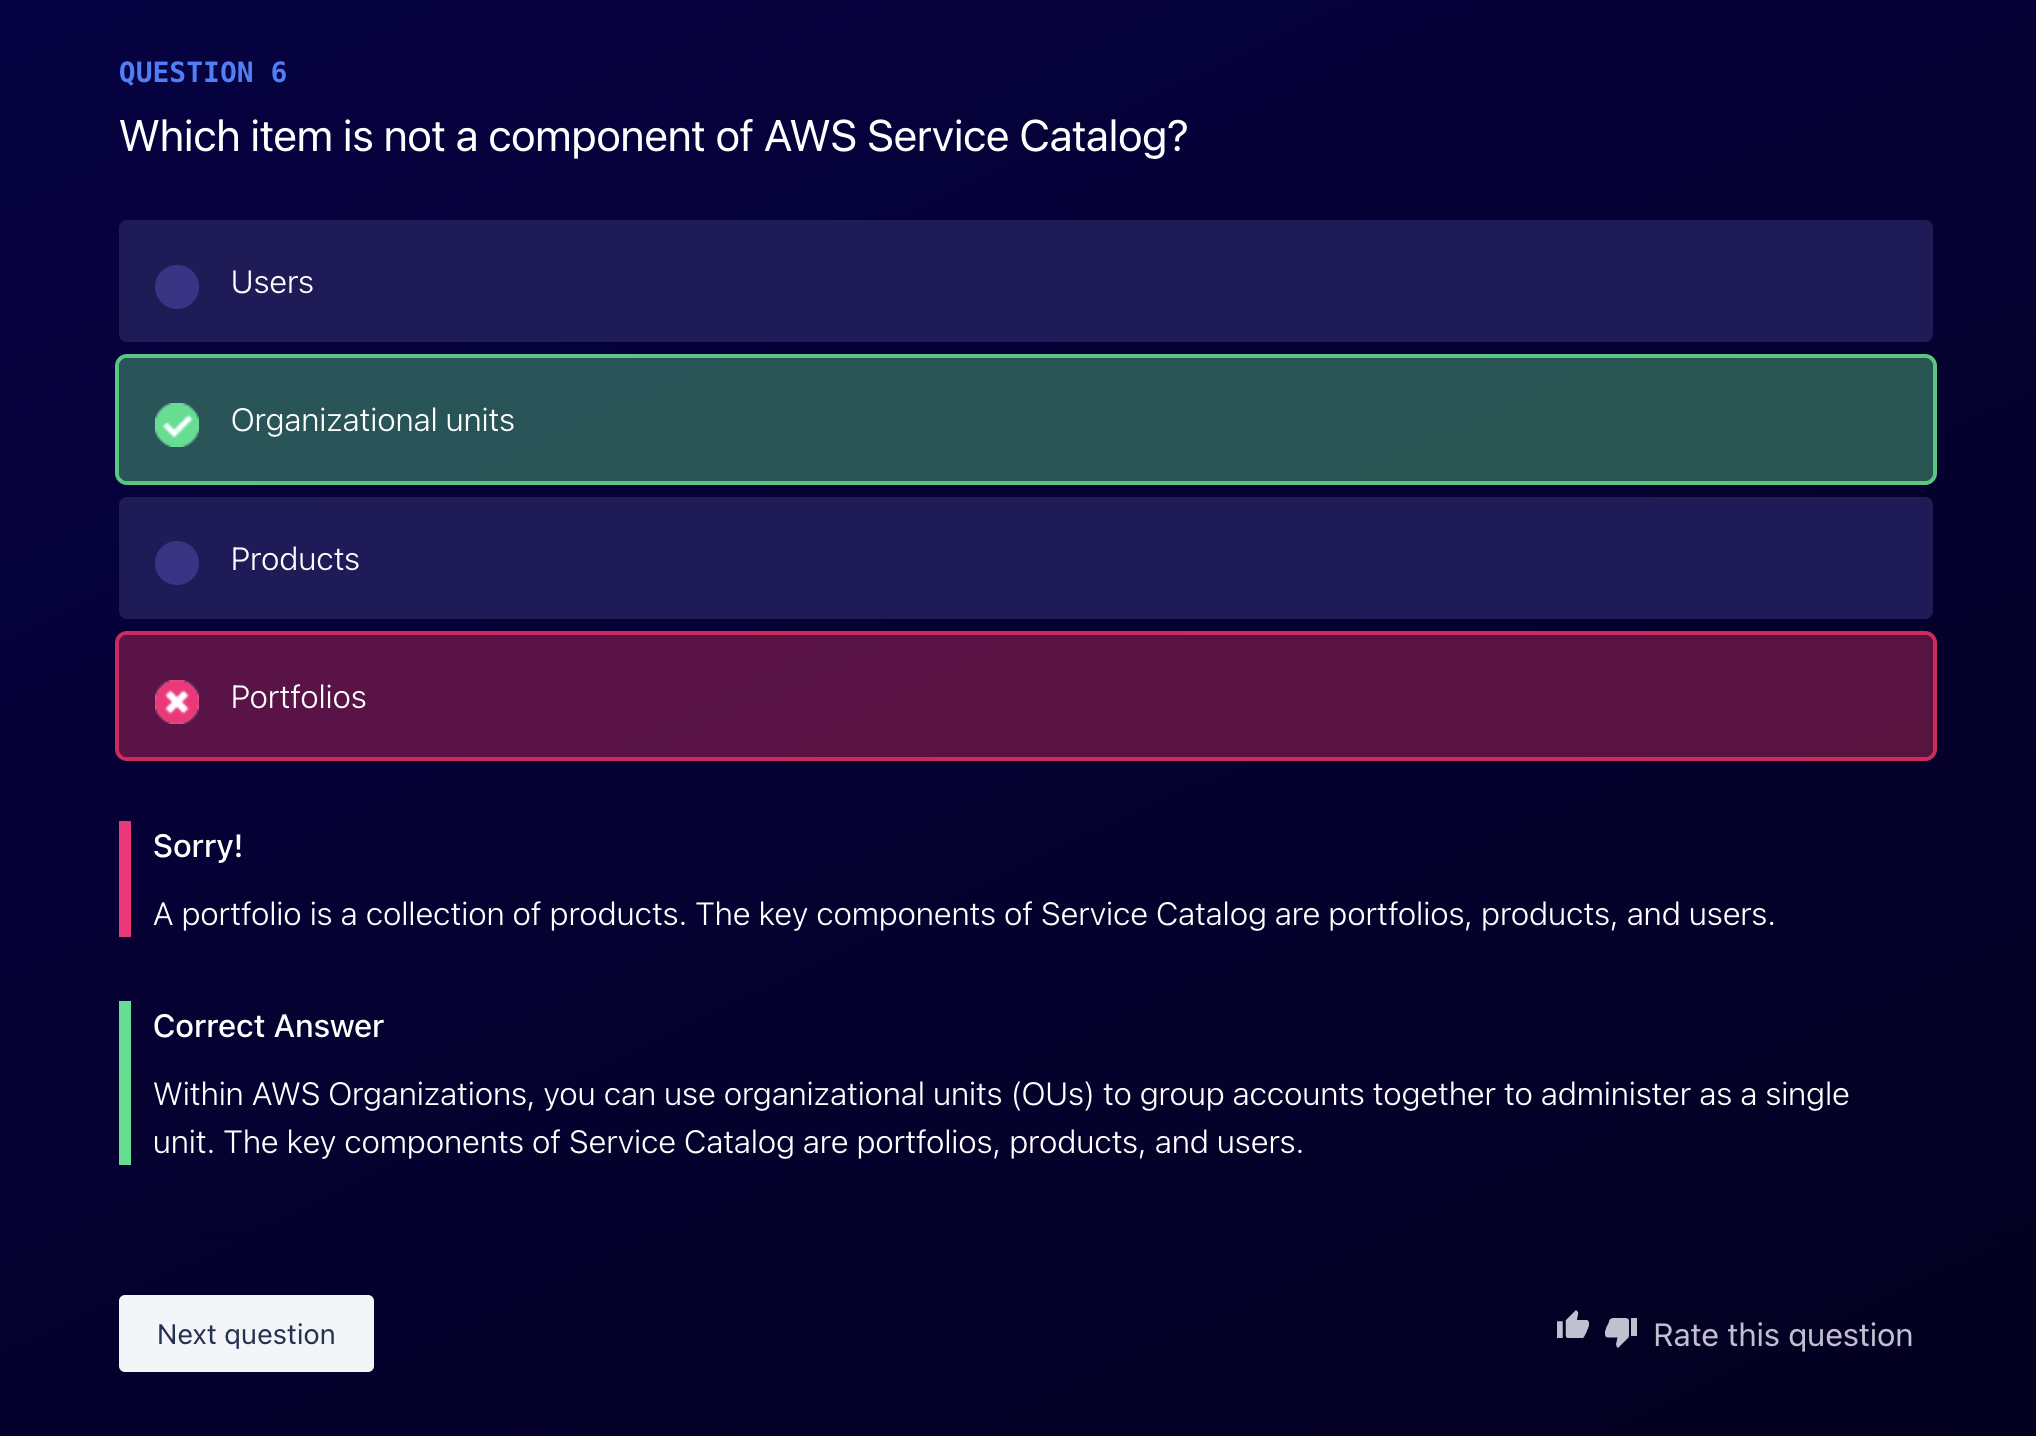 QUESTION 6
Which item is not a component of AWS Service Catalog?
Users
Organizational units
Products
Portfolios
Sorry!
A portfolio is a collection of products. The key components of Service Catalog are portfolios, products, and users.
Correct Answer
Within AWS Organizations, you can use organizational units (OUs) to group accounts together to administer as a single
unit. The key components of Service Catalog are portfolios, products, and users.
Next question
Rate this question